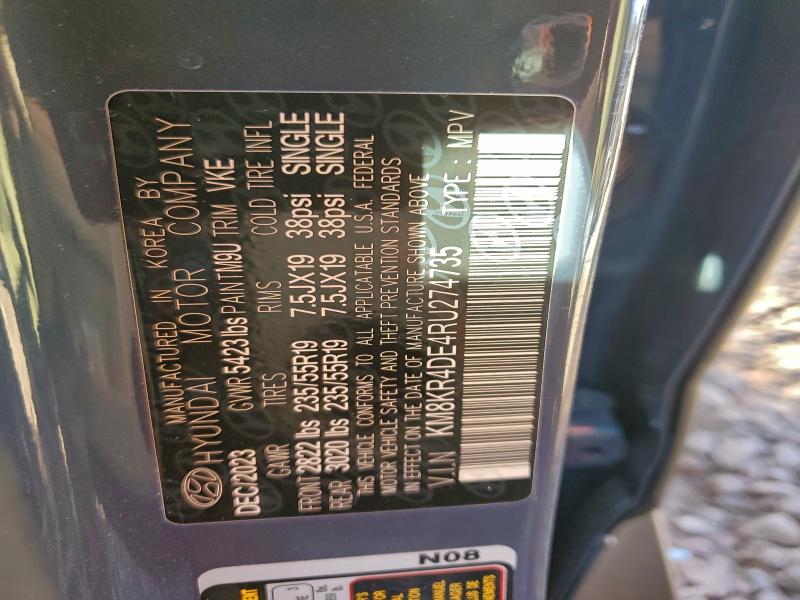 MANUFACTURED IN KOREA BY
HYUNDAI MOTOR COMPANY
DEC/2023 GVWR 5423 lbs PAINT M9U TRIM VKE
GAWR TIRES RIMS COLD TIRE INFL
FRONT 2822 lbs 235/55R19 7.5JX19 38psi SINGLE
REAR 3020 lbs 235/55R19 7.5JX19 38psi SINGLE
THIS VEHICLE CONFORMS TO ALL APPLICATABLE U.S.A. FEDERAL
MOTOR VEHICLE SAFETY AND THEFT PREVENTION STANDARDS
IN EFFECT ON THE DATE OF MANUFACTURE SHOWN ABOVE
V.I.N KM8KR4DE4RU274735 TYPE : MPV
N08